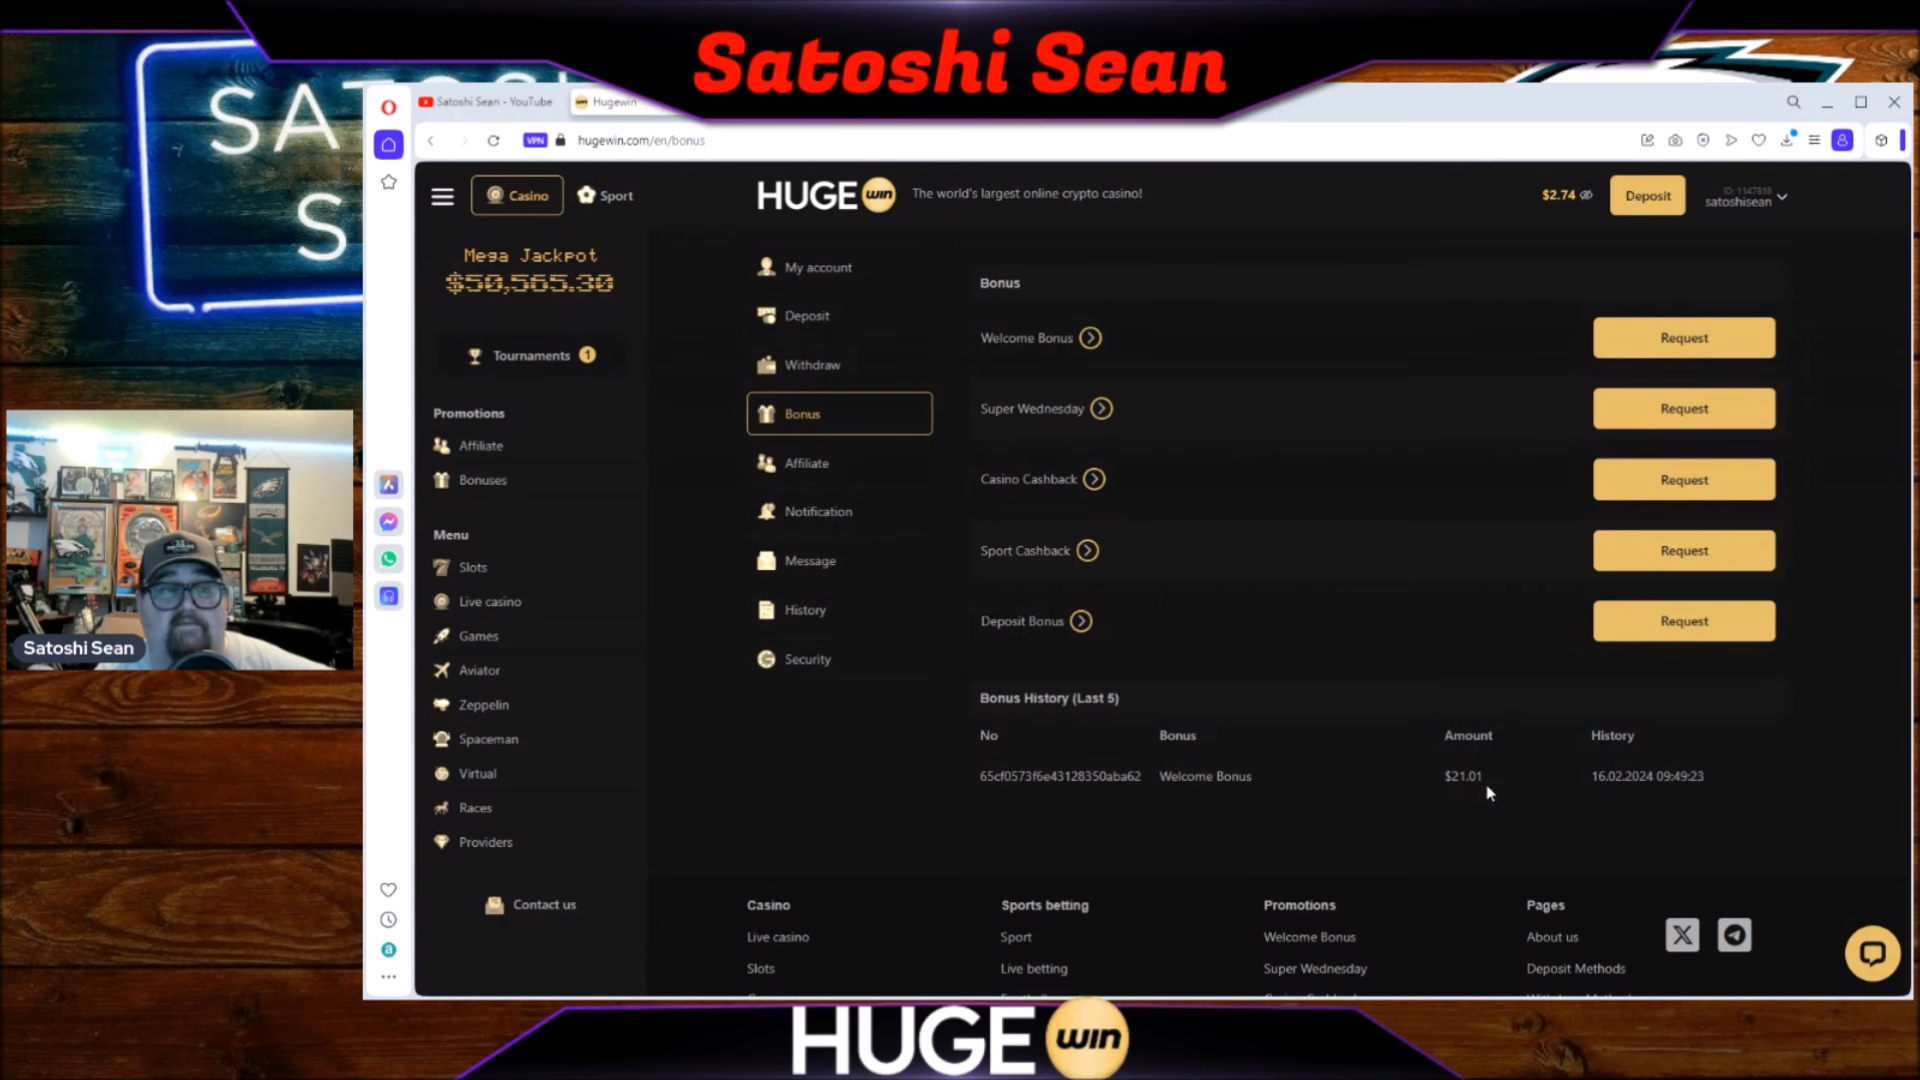 Satoshi Sean
SA
S
Satoshi Sean - YouTube
Hugewin
VPN
hugewin.com/en/bonus
Casino
Sport
HUGE win
The world's largest online crypto casino!
$2.74
Deposit
ID: 1147818
satoshisean
Mega Jackpot
$50,565.30
Tournaments 1
Promotions
Affiliate
Bonuses
Menu
Slots
Live casino
Games
Aviator
Zeppelin
Spaceman
Virtual
Races
Providers
Contact us
My account
Deposit
Withdraw
Bonus
Affiliate
Notification
Message
History
Security
Bonus
Welcome Bonus
Request
Super Wednesday
Request
Casino Cashback
Request
Sport Cashback
Request
Deposit Bonus
Request
Bonus History (Last 5)
No Bonus Amount History
65cf0573f6e43128350aba62 Welcome Bonus $21.01 16.02.2024 09:49:23
Casino
Live casino
Slots
Sports betting
Sport
Live betting
Promotions
Welcome Bonus
Super Wednesday
Pages
About us
Deposit Methods
Satoshi Sean
HUGE win